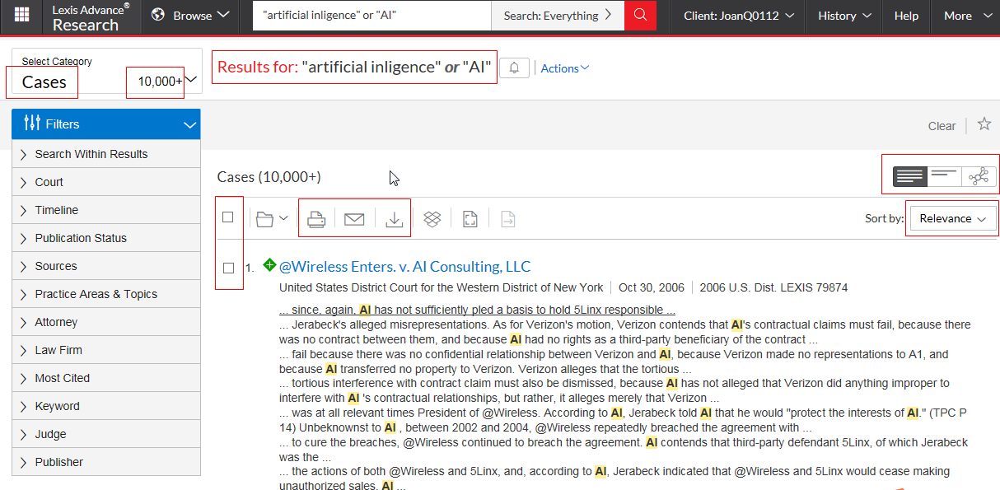 Lexis Advance®
Research
Browse
"artificial inligence" or "AI"
Search: Everything
Client: JoanQ0112
History
Help
More
Select Category
Cases
10,000+
Results for: "artificial inligence" or "AI"
Actions
Filters
Clear
Search Within Results
Court
Timeline
Publication Status
Sources
Practice Areas & Topics
Attorney
Law Firm
Most Cited
Keyword
Judge
Publisher
Cases (10,000+)
Sort by: Relevance
1. @Wireless Enters. v. AI Consulting, LLC
United States District Court for the Western District of New York | Oct 30, 2006 | 2006 U.S. Dist. LEXIS 79874
... since, again, AI has not sufficiently pled a basis to hold 5Linx responsible ...
... Jerabeck's alleged misrepresentations. As for Verizon's motion, Verizon contends that AI's contractual claims must fail, because there
was no contract between them, and because AI had no rights as a third-party beneficiary of the contract ...
... fail because there was no confidential relationship between Verizon and AI, because Verizon made no representations to A1, and
because AI transferred no property to Verizon. Verizon alleges that the tortious ...
... tortious interference with contract claim must also be dismissed, because AI has not alleged that Verizon did anything improper to
interfere with AI 's contractual relationships, but rather, it alleges merely that Verizon ...
... was at all relevant times President of @Wireless. According to AI, Jerabeck told AI that he would "protect the interests of AI." (TPC P
14) Unbeknownst to AI , between 2002 and 2004, @Wireless repeatedly breached the agreement with ...
... to cure the breaches, @Wireless continued to breach the agreement. AI contends that third-party defendant 5Linx, of which Jerabeck
was the ...
... the actions of both @Wireless and 5Linx, and, according to AI, Jerabeck indicated that @Wireless and 5Linx would cease making
unauthorized sales. AI ...